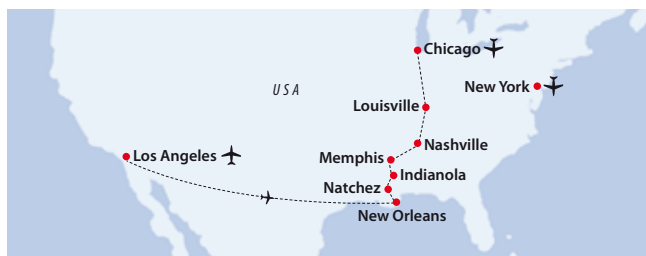 Chicago
New York
USA
Louisville
Nashville
Los Angeles
Memphis
Indianola
Natchez
New Orleans